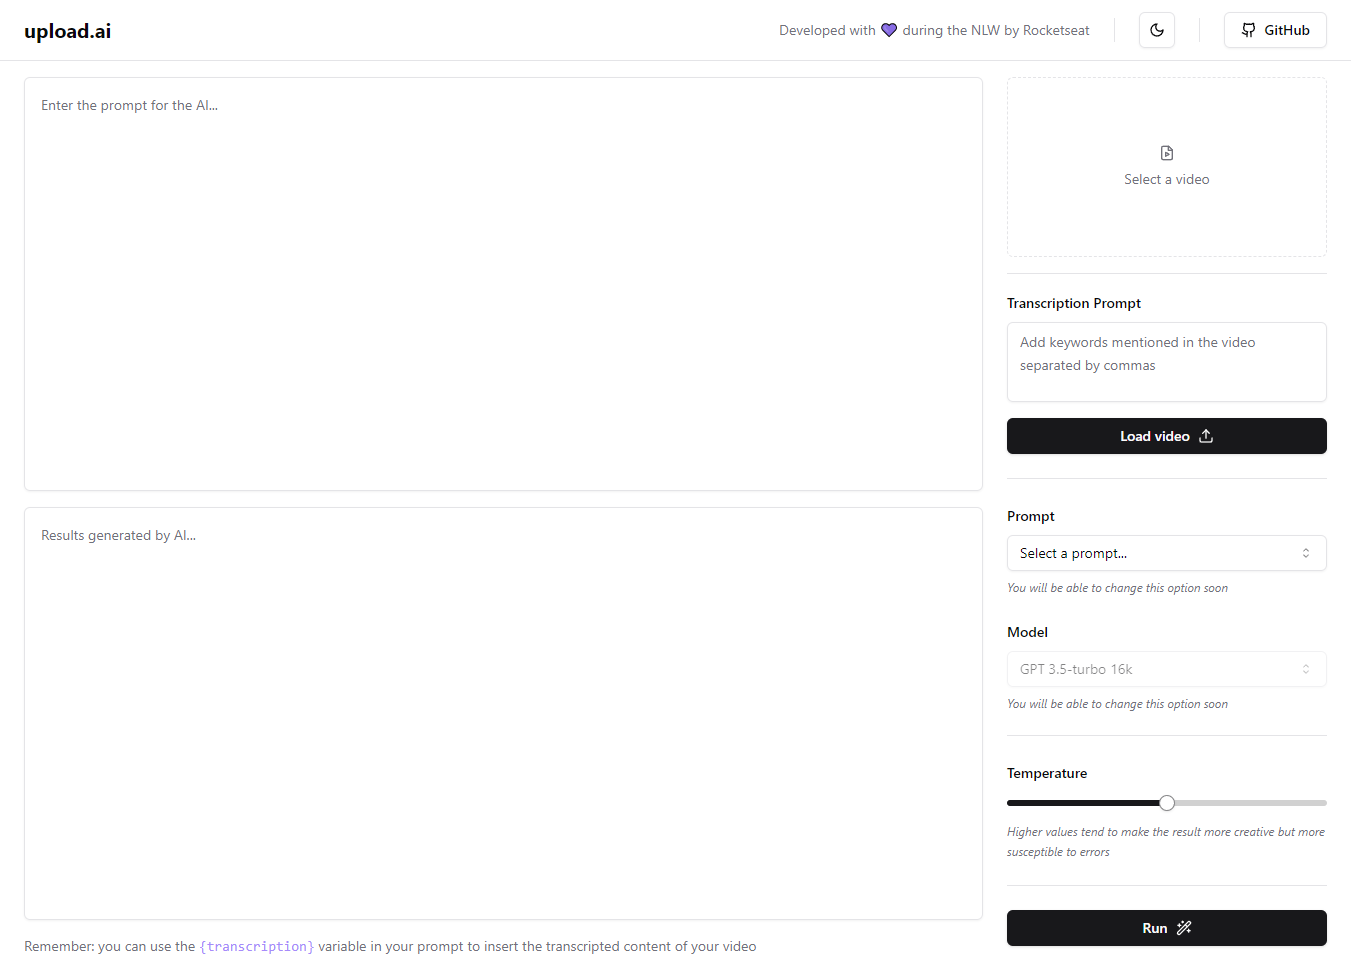 upload.ai
Developed with 💜 during the NLW by Rocketseat
GitHub
Enter the prompt for the AI...
Results generated by AI...
Remember: you can use the {transcription} variable in your prompt to insert the transcripted content of your video
Select a video
Transcription Prompt
Add keywords mentioned in the video
separated by commas
Load video
Prompt
Select a prompt...
You will be able to change this option soon
Model
GPT 3.5-turbo 16k
You will be able to change this option soon
Temperature
Higher values tend to make the result more creative but more
susceptible to errors
Run